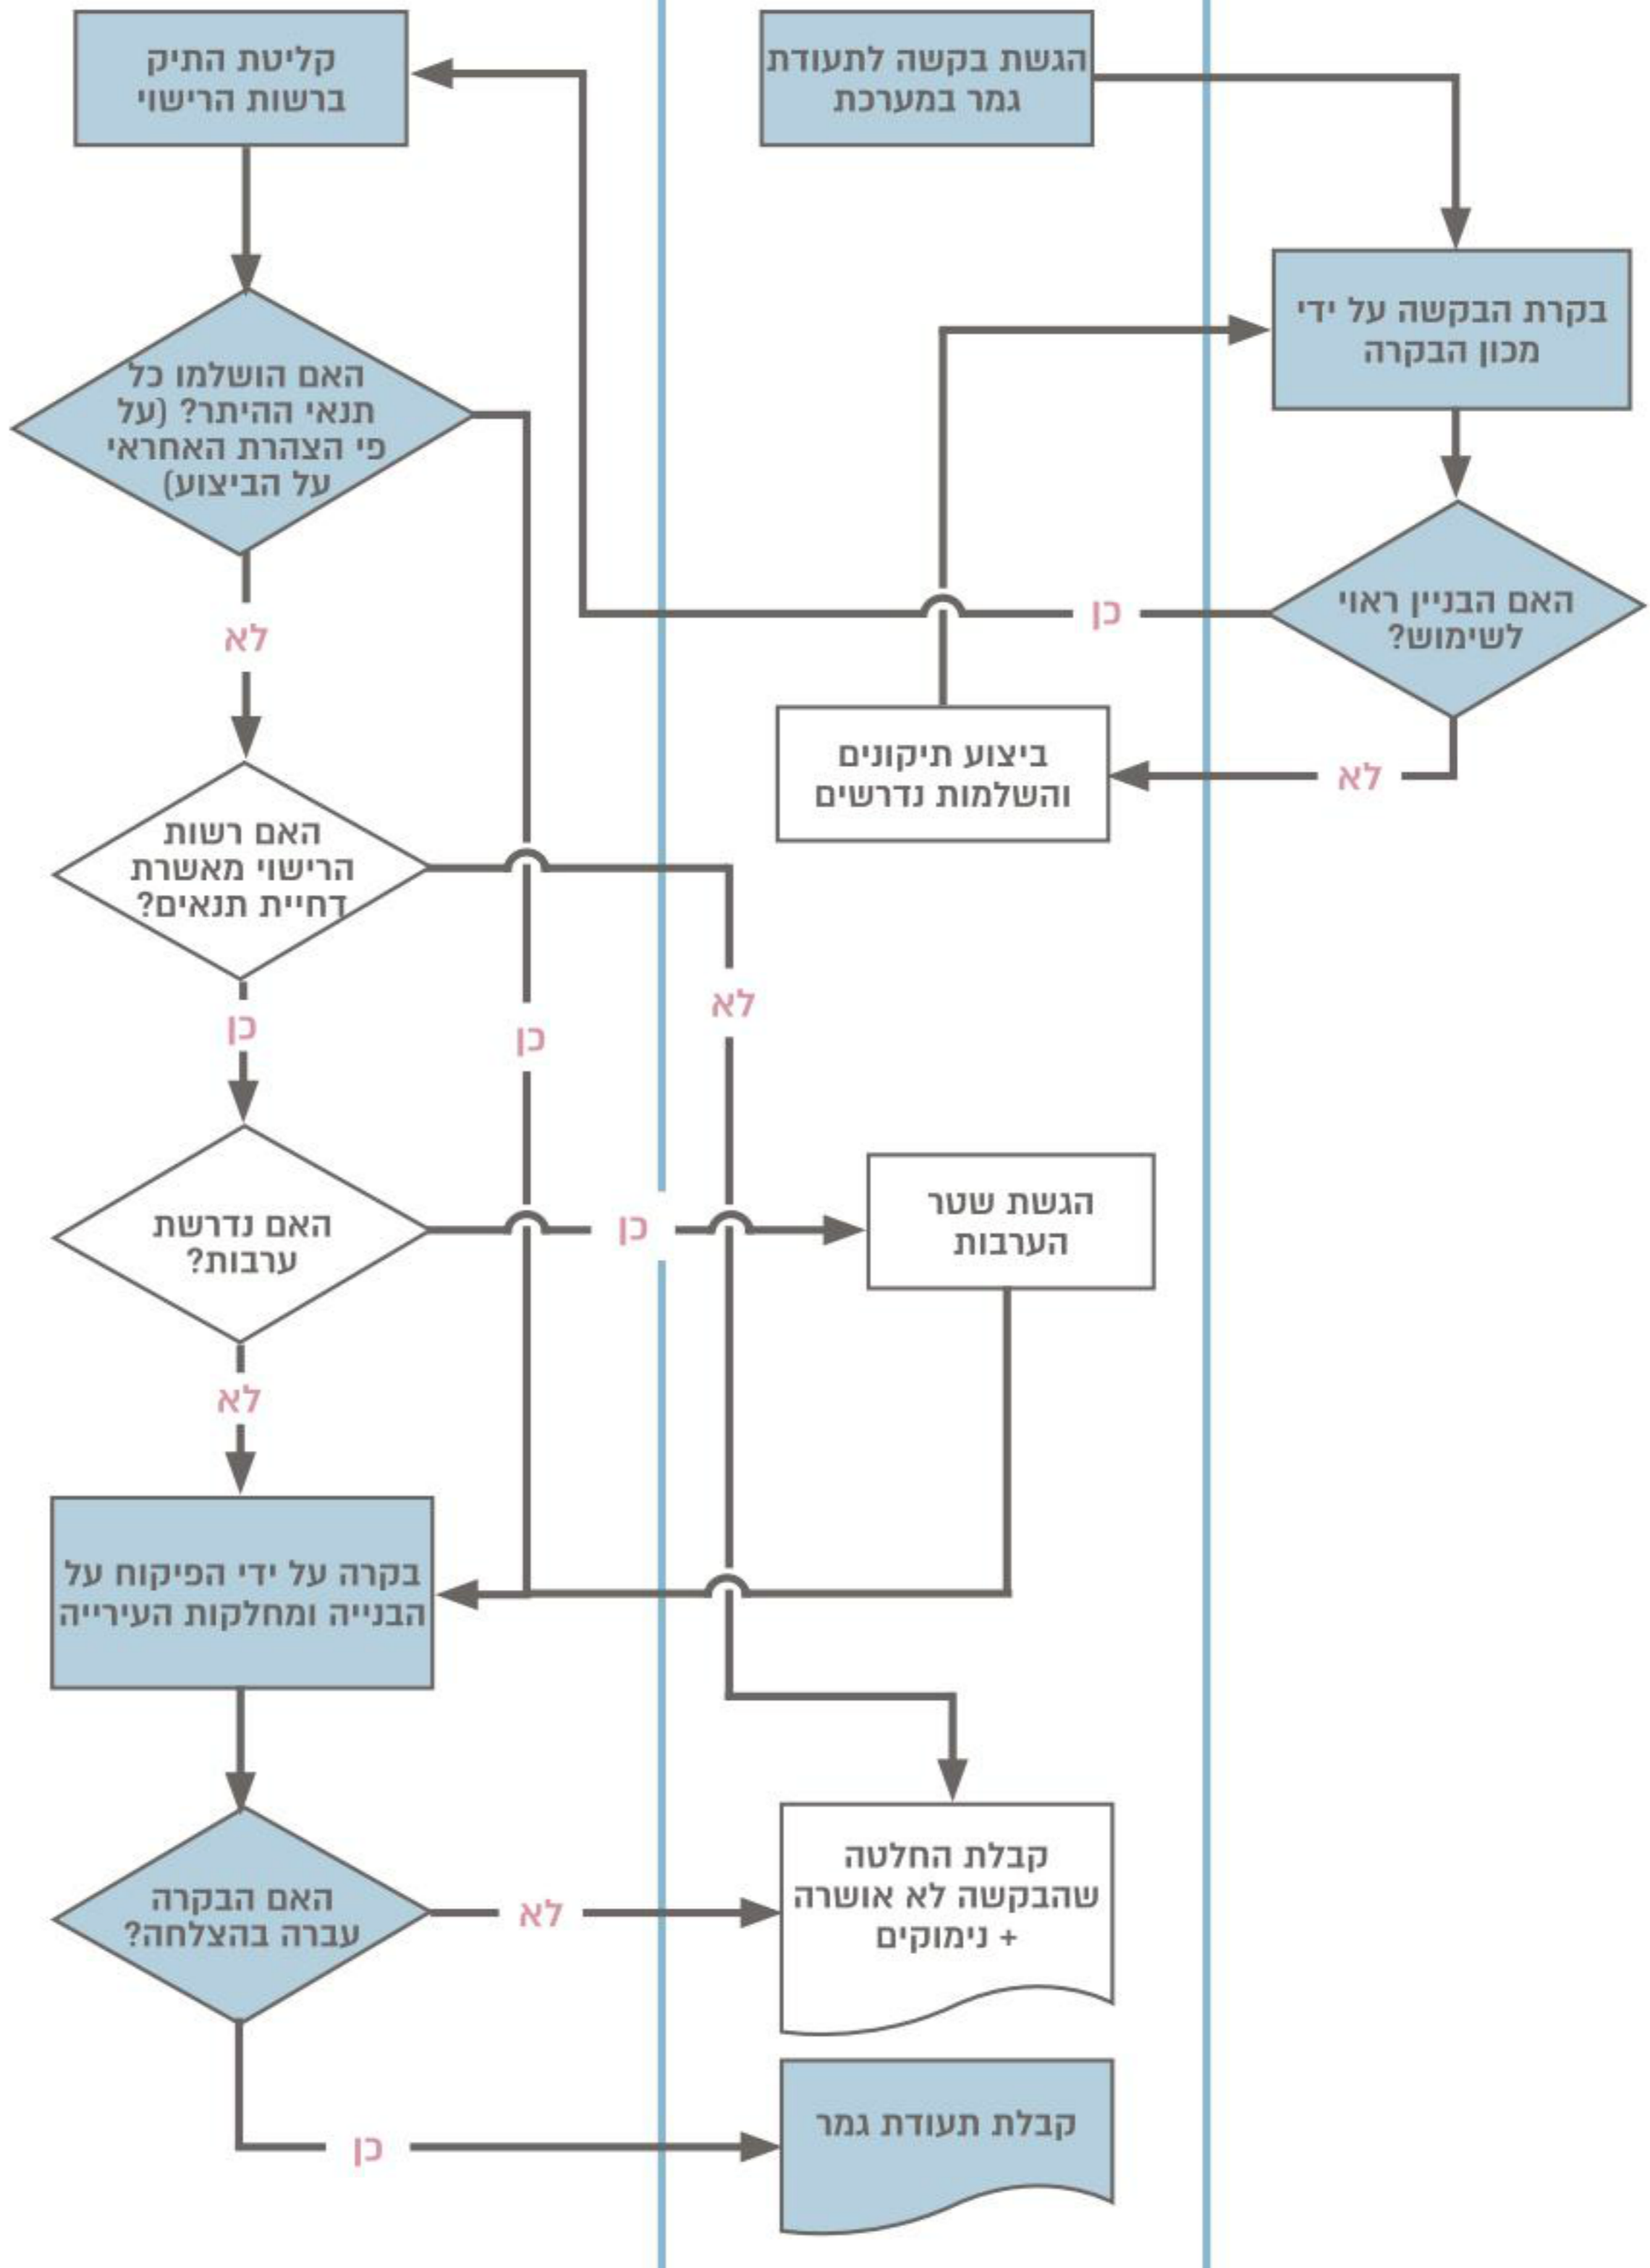 הגשת בקשה לתעודת
גמר במערכת
בקרת הבקשה על ידי
מכון הבקרה
האם הבניין ראוי
לשימוש?
כן
לא
ביצוע תיקונים
והשלמות נדרשים
קליטת התיק
ברשות הרישוי
האם הושלמו כל
תנאי ההיתר? (על
פי הצהרת האחראי
על הביצוע)
לא
כן
האם רשות
הרישוי מאשרת
דחיית תנאים?
לא
כן
האם נדרשת
ערבות?
כן
הגשת שטר
הערבות
לא
בקרה על ידי הפיקוח על
הבנייה ומחלקות העירייה
האם הבקרה
עברה בהצלחה?
לא
קבלת החלטה
שהבקשה לא אושרה
+ נימוקים
כן
קבלת תעודת גמר